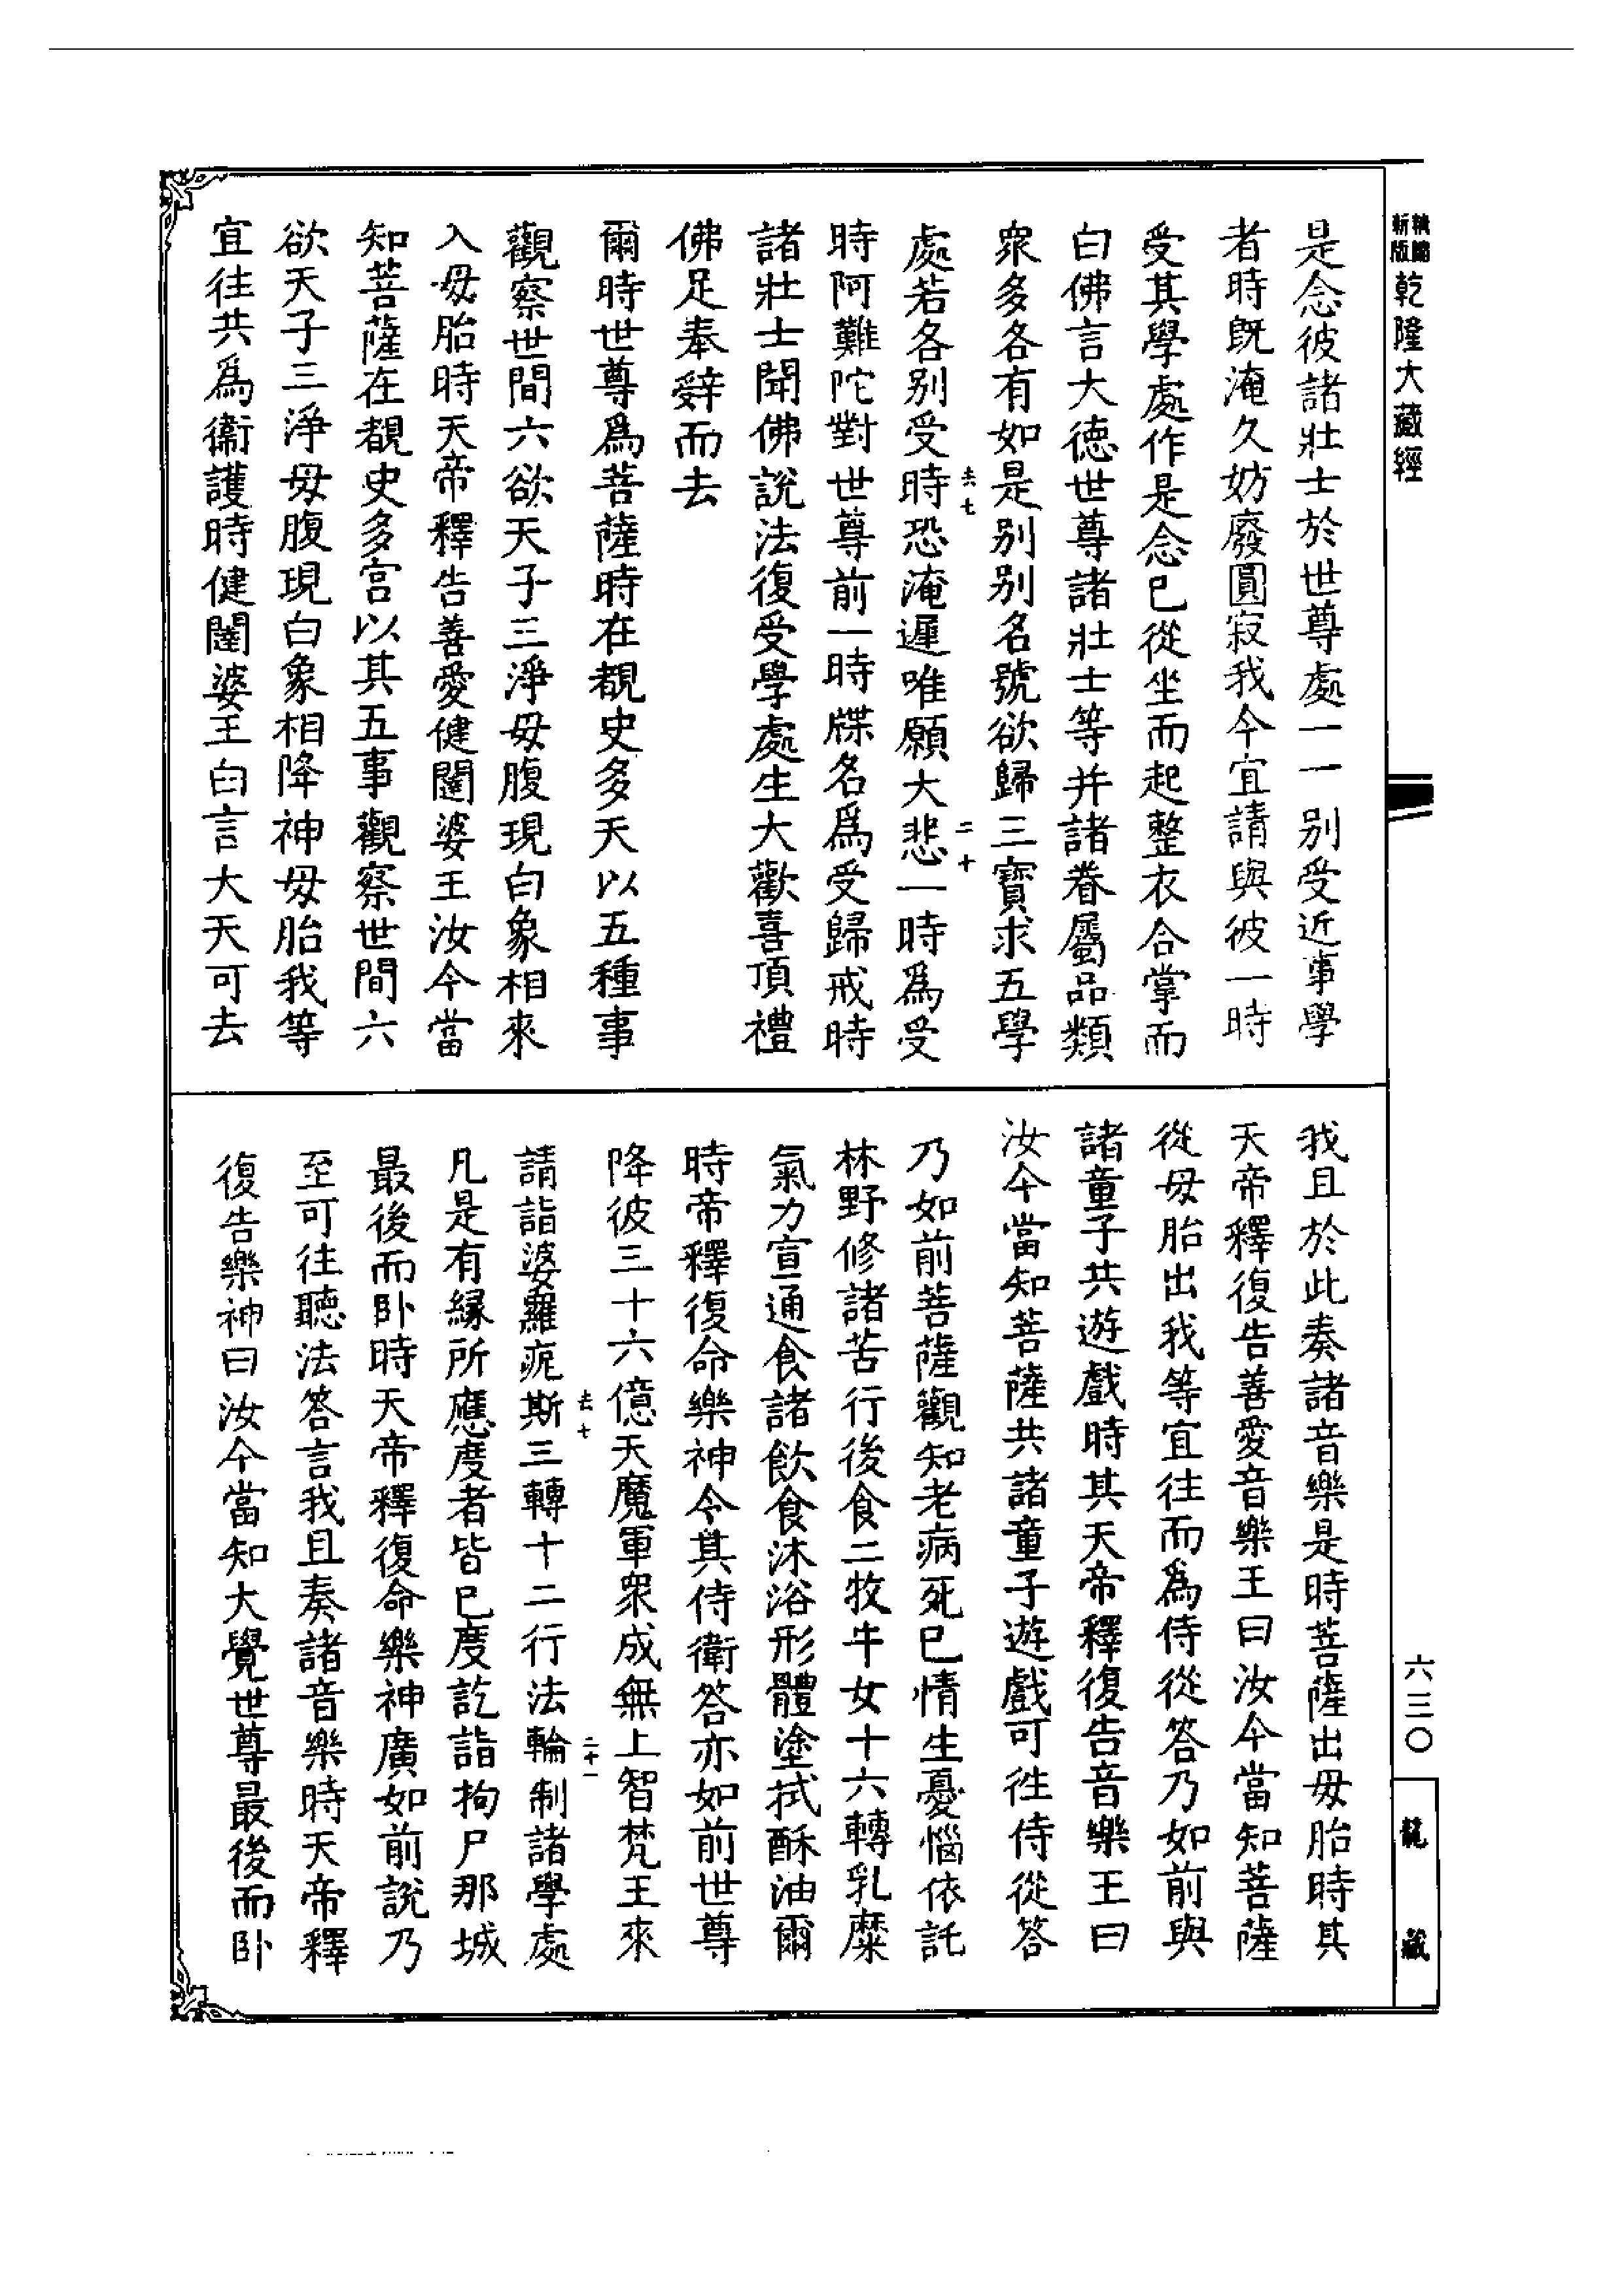 新版精縮
乾隆大藏經
是念彼諸壯士於世尊處一一別受近事學
者時既淹久妨廢圓寂我今宜請與彼一時
受其學處作是念已從坐而起整衣合掌而
白佛言大德世尊諸壯士等并諸眷屬品類
衆多各有如是別別名號欲歸三寶求五學
去七
二十
處若各別受時恐淹遲唯願大悲一時爲受
時阿難陀對世尊前一時牒名爲受歸戒時
諸壯士聞佛說法復受學處生大歡喜頂禮
佛足奉辤而去
爾時世尊爲菩薩時在覩史多天以五種事
觀察世間六欲天子三淨母腹現白象相來
入母胎時天帝釋告善愛健闥婆王汝今當
知菩薩在覩史多宮以其五事觀察世間六
欲天子三淨母腹現白象相降神母胎我等
宜往共爲衞護時健闥婆王白言大天可去
我且於此奏諸音樂是時菩薩出母胎時其
天帝釋復告善愛音樂王曰汝今當知菩薩
從母胎出我等宜往而爲侍從答乃如前與
諸童子共遊戲時其天帝釋復告音樂王曰
汝今當知菩薩共諸童子遊戲可往侍從答
乃如前菩薩觀知老病死已情生憂惱依託
林野修諸苦行後食二牧牛女十六轉乳糜
氣力宣通食諸飲食沐浴形體塗拭酥油爾
時帝釋復命樂神令其侍衛答亦如前世尊
降彼三十六億天魔軍衆成無上智梵王來
去七
二十一
請詣婆羅痆斯三轉十二行法輪制諸學處
凡是有緣所應度者皆已度訖詣拘尸那城
最後而卧時天帝釋復命樂神廣如前說乃
至可往聽法答言我且奏諸音樂時天帝釋
復告樂神曰汝今當知大覺世尊最後而卧
六三〇
龍藏